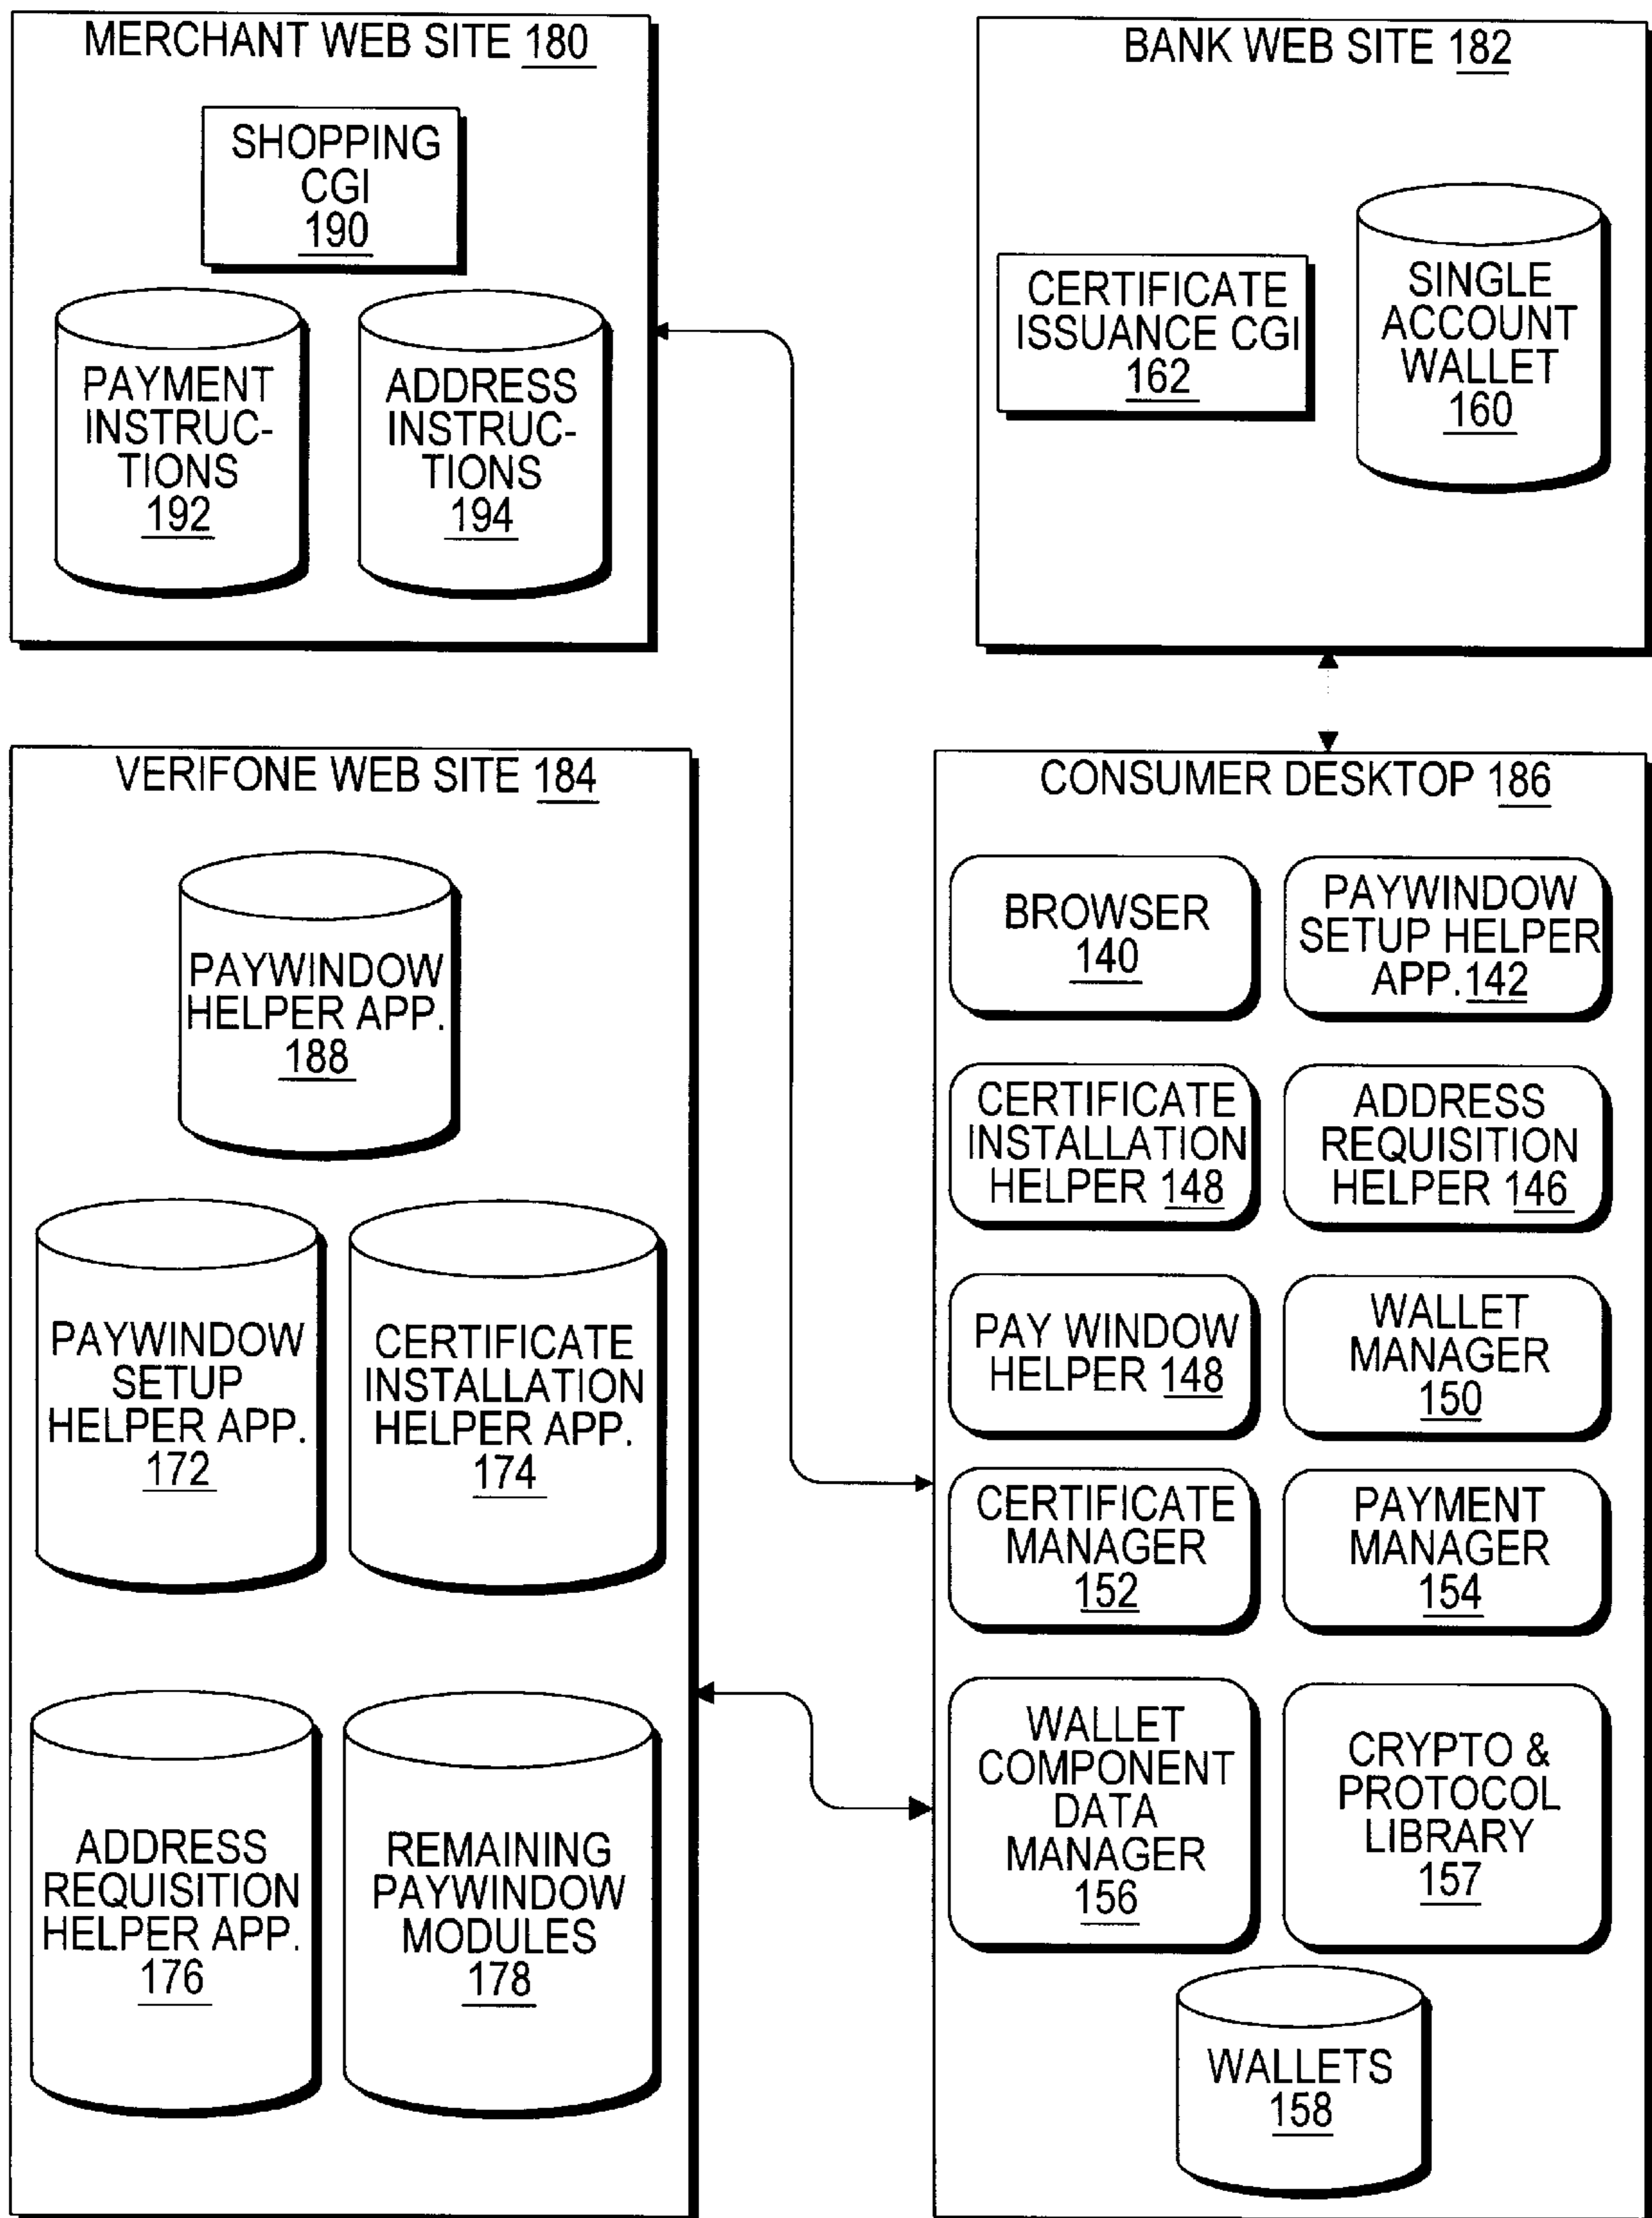 MERCHANT WEB SITE 180
SHOPPING
CGI
190
PAYMENT
INSTRUC-
TIONS
192
ADDRESS
INSTRUC-
TIONS
194
BANK WEB SITE 182
CERTIFICATE
ISSUANCE CGI
162
SINGLE
ACCOUNT
WALLET
160
VERIFONE WEB SITE 184
PAYWINDOW
HELPER APP.
188
PAYWINDOW
SETUP
HELPER APP.
172
CERTIFICATE
INSTALLATION
HELPER APP.
174
ADDRESS
REQUISITION
HELPER APP.
176
REMAINING
PAYWINDOW
MODULES
178
CONSUMER DESKTOP 186
BROWSER
140
PAYWINDOW
SETUP HELPER
APP. 142
CERTIFICATE
INSTALLATION
HELPER 148
ADDRESS
REQUISITION
HELPER 146
PAY WINDOW
HELPER 148
WALLET
MANAGER
150
CERTIFICATE
MANAGER
152
PAYMENT
MANAGER
154
WALLET
COMPONENT
DATA
MANAGER
156
CRYPTO &
PROTOCOL
LIBRARY
157
WALLETS
158